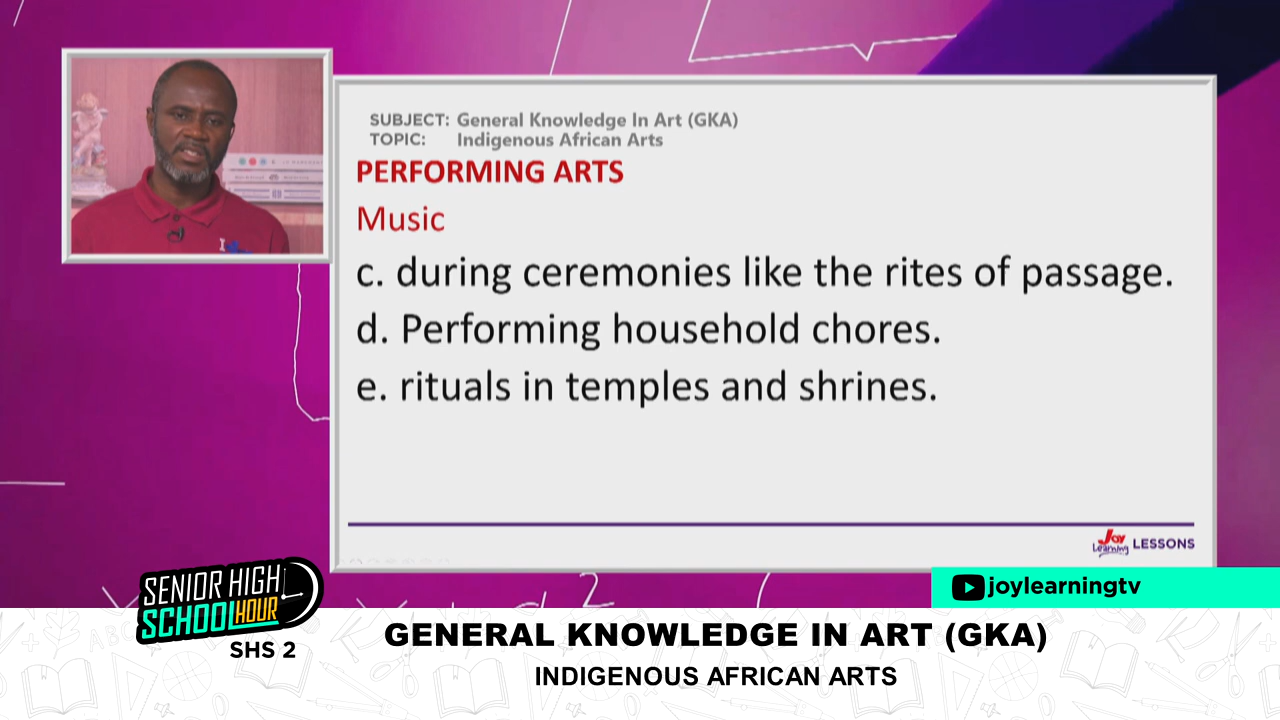 SUBJECT: General Knowledge In Art (GKA)
TOPIC: Indigenous African Arts
PERFORMING ARTS
Music
c. during ceremonies like the rites of passage.
d. Performing household chores.
e. rituals in temples and shrines.
Joy Learning LESSONS
joylearningtv
SENIOR HIGH
SCHOOL HOUR
SHS 2
GENERAL KNOWLEDGE IN ART (GKA)
INDIGENOUS AFRICAN ARTS